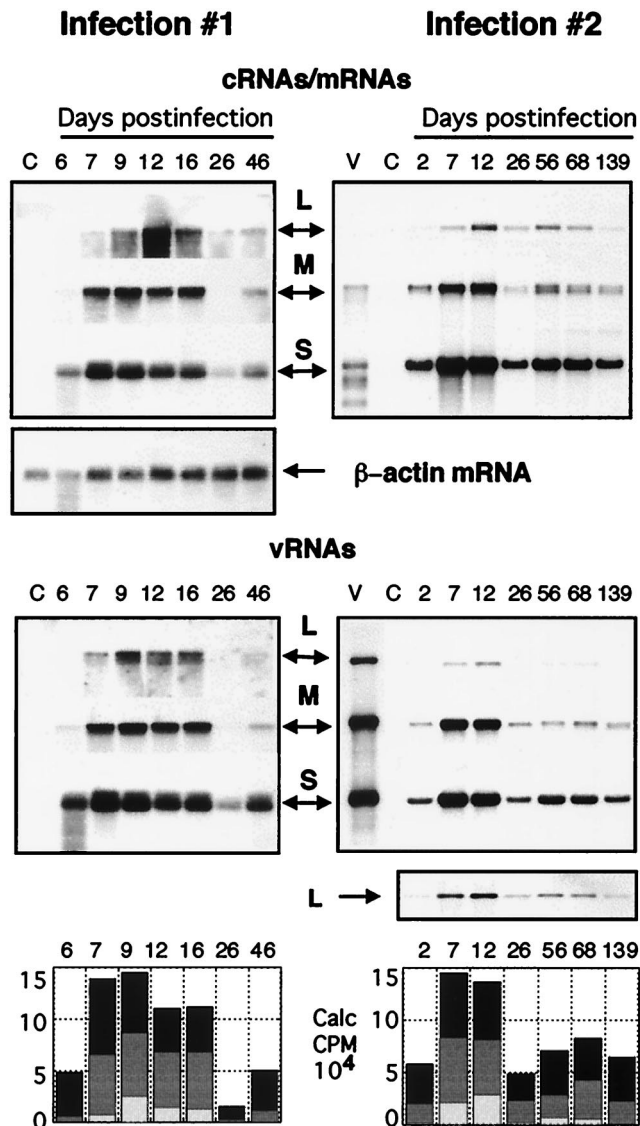 Infection #1 Infection #2
cRNAs/mRNAs
Days postinfection Days postinfection
C 6 7 9 12 16 26 46 V C 2 7 12 26 56 68 139
L
M
S
β-actin mRNA
vRNAs
C 6 7 9 12 16 26 46 V C 2 7 12 26 56 68 139
L
M
S
L
6 7 9 12 16 26 46 2 7 12 26 56 68 139
15 15
10 Calc 10
CPM
5 10⁴ 5
0 0